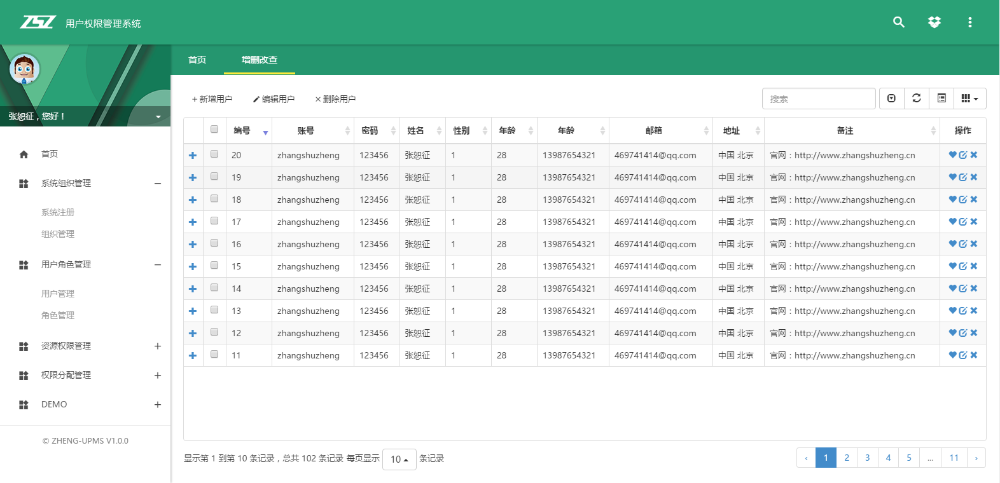 ZSZ 用户权限管理系统
首页 增删改查
张恕征，您好！
首页
系统组织管理 −
系统注册
组织管理
用户角色管理 −
用户管理
角色管理
资源权限管理 +
权限分配管理 +
DEMO +
© ZHENG-UPMS V1.0.0
+ 新增用户 编辑用户 × 删除用户 搜索
编号 账号 密码 姓名 性别 年龄 年龄 邮箱 地址 备注 操作
20 zhangshuzheng 123456 张恕征 1 28 13987654321 469741414@qq.com 中国 北京 官网：http://www.zhangshuzheng.cn
19 zhangshuzheng 123456 张恕征 1 28 13987654321 469741414@qq.com 中国 北京 官网：http://www.zhangshuzheng.cn
18 zhangshuzheng 123456 张恕征 1 28 13987654321 469741414@qq.com 中国 北京 官网：http://www.zhangshuzheng.cn
17 zhangshuzheng 123456 张恕征 1 28 13987654321 469741414@qq.com 中国 北京 官网：http://www.zhangshuzheng.cn
16 zhangshuzheng 123456 张恕征 1 28 13987654321 469741414@qq.com 中国 北京 官网：http://www.zhangshuzheng.cn
15 zhangshuzheng 123456 张恕征 1 28 13987654321 469741414@qq.com 中国 北京 官网：http://www.zhangshuzheng.cn
14 zhangshuzheng 123456 张恕征 1 28 13987654321 469741414@qq.com 中国 北京 官网：http://www.zhangshuzheng.cn
13 zhangshuzheng 123456 张恕征 1 28 13987654321 469741414@qq.com 中国 北京 官网：http://www.zhangshuzheng.cn
12 zhangshuzheng 123456 张恕征 1 28 13987654321 469741414@qq.com 中国 北京 官网：http://www.zhangshuzheng.cn
11 zhangshuzheng 123456 张恕征 1 28 13987654321 469741414@qq.com 中国 北京 官网：http://www.zhangshuzheng.cn
显示第 1 到第 10 条记录，总共 102 条记录 每页显示 10 条记录 ‹ 1 2 3 4 5 ... 11 ›